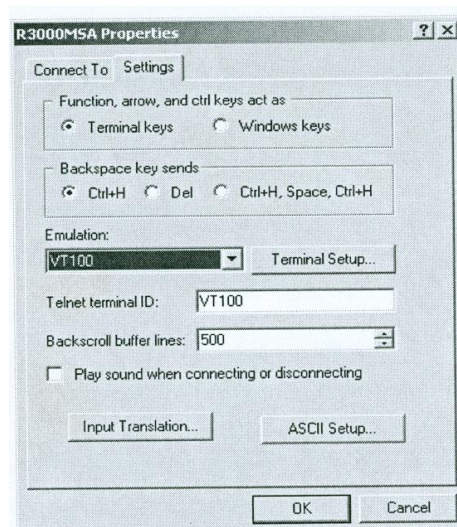 R3000MSA Properties
Connect To Settings
Function, arrow, and ctrl keys act as
Terminal keys Windows keys
Backspace key sends
Ctrl+H Del Ctrl+H, Space, Ctrl+H
Emulation:
VT100 Terminal Setup...
Telnet terminal ID: VT100
Backscroll buffer lines: 500
Play sound when connecting or disconnecting
Input Translation... ASCII Setup...
OK Cancel